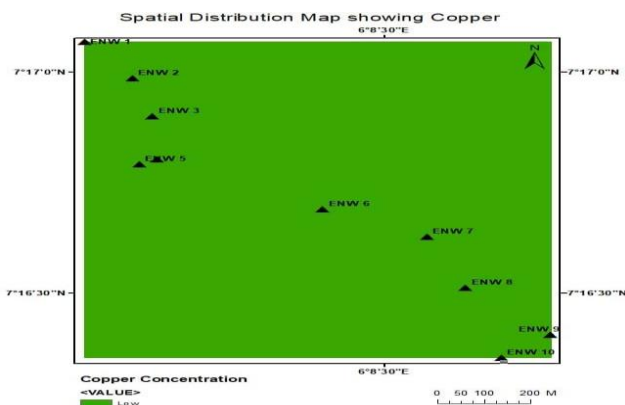 Spatial Distribution Map showing Copper
6°8'30"E
ENW 1
N
7°17'0"N
7°17'0"N
ENW 2
ENW 3
ENW 5
ENW 6
ENW 7
ENW 8
7°16'30"N
7°16'30"N
ENW 9
ENW 10
6°8'30"E
Copper Concentration
<VALUE>
0 50 100 200 M
Low